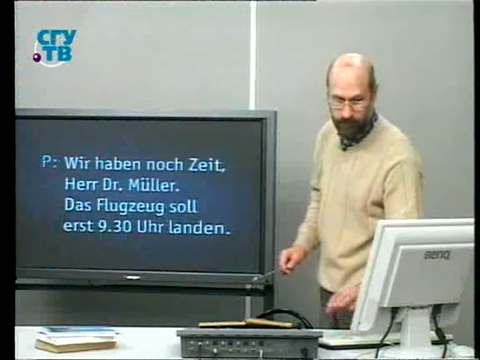 СГУ
ТВ
P: Wir haben noch Zeit,
Herr Dr. Müller.
Das Flugzeug soll
erst 9.30 Uhr landen.
BenQ